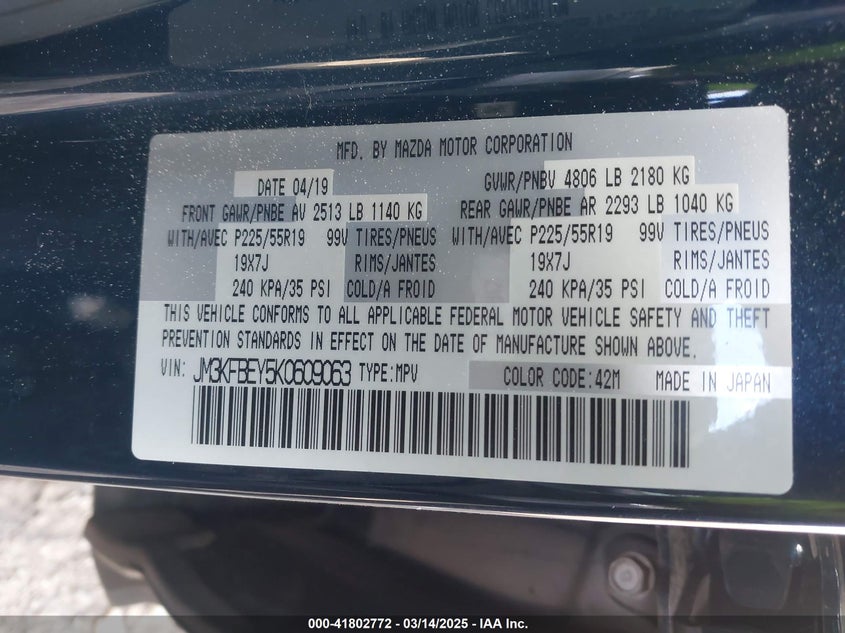 MFD. BY MAZDA MOTOR CORPORATION
DATE 04/19 GVWR/PNBV 4806 LB 2180 KG
FRONT GAWR/PNBE AV 2513 LB 1140 KG REAR GAWR/PNBE AR 2293 LB 1040 KG
WITH/AVEC P225/55R19 99V TIRES/PNEUS WITH/AVEC P225/55R19 99V TIRES/PNEUS
19X7J RIMS/JANTES 19X7J RIMS/JANTES
240 KPA/35 PSI COLD/A FROID 240 KPA/35 PSI COLD/A FROID
THIS VEHICLE CONFORMS TO ALL APPLICABLE FEDERAL MOTOR VEHICLE SAFETY AND THEFT
PREVENTION STANDARDS IN EFFECT ON THE DATE OF MANUFACTURE SHOWN ABOVE.
VIN: JM3KFBEY5K0609063 TYPE:MPV COLOR CODE:42M MADE IN JAPAN
000-41802772 - 03/14/2025 - IAA Inc.